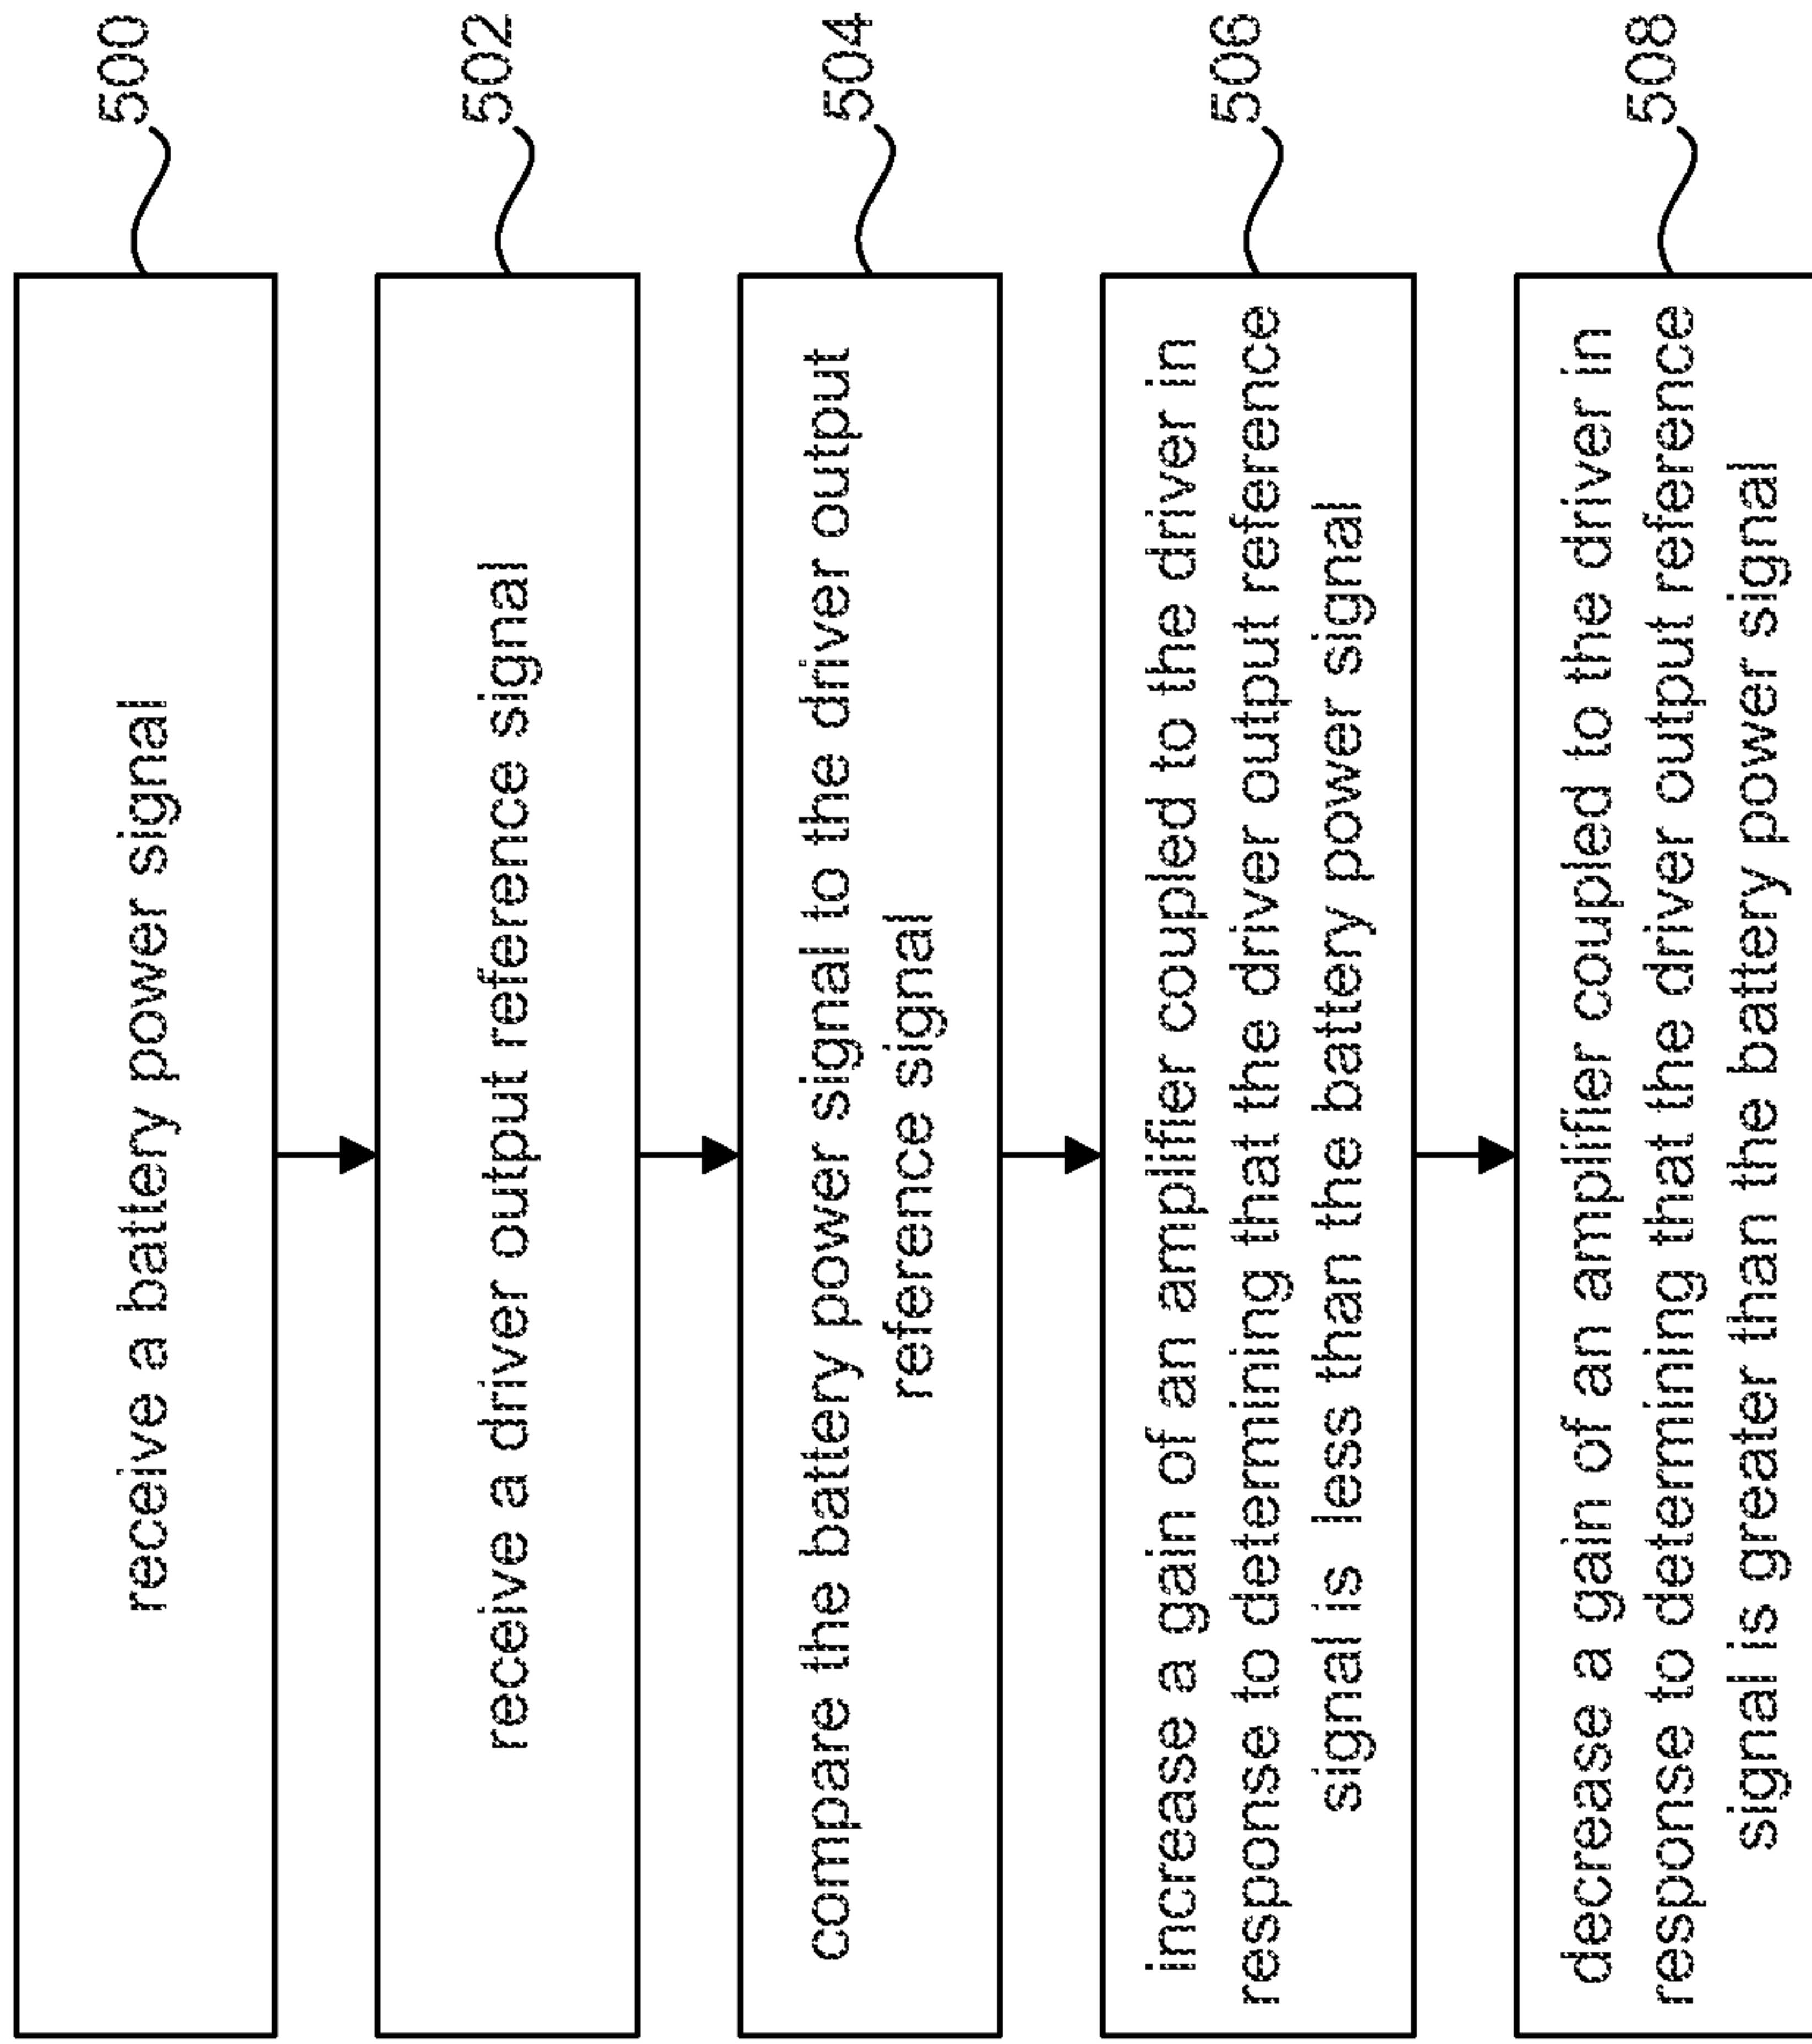 receive a battery power signal
500
receive a driver output reference signal
502
compare the battery power signal to the driver output
reference signal
504
increase a gain of an amplifier coupled to the driver in
response to determining that the driver output reference
signal is less than the battery power signal
506
decrease a gain of an amplifier coupled to the driver in
response to determining that the driver output reference
signal is greater than the battery power signal
508